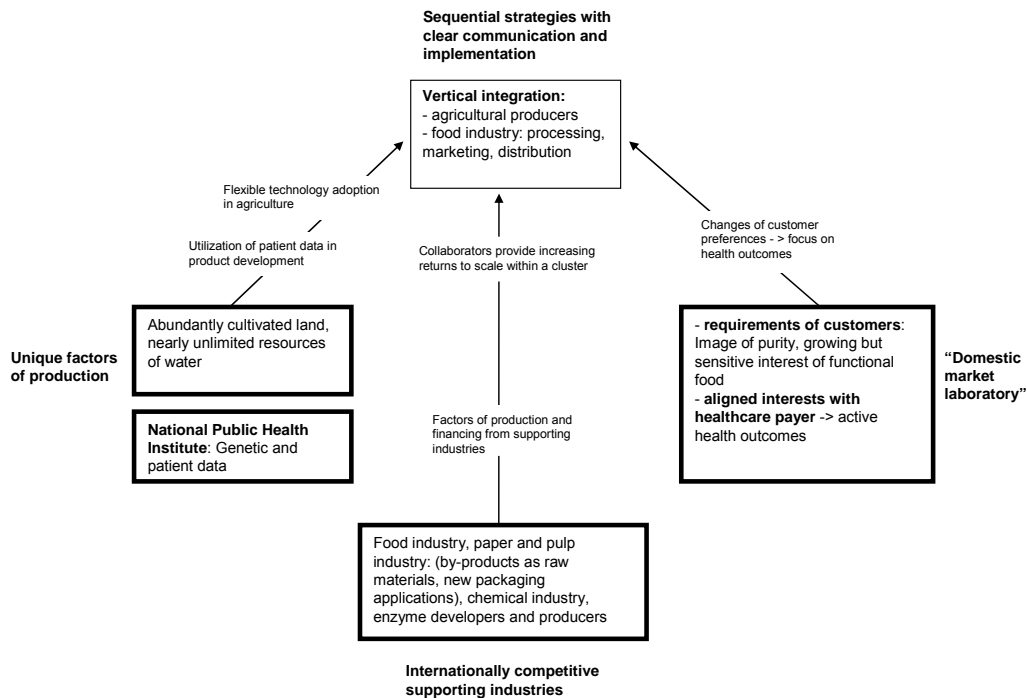 Sequential strategies with
clear communication and
implementation
Vertical integration:
- agricultural producers
- food industry: processing,
marketing, distribution
Flexible technology adoption
in agriculture
Utilization of patient data in
product development
Collaborators provide increasing
returns to scale within a cluster
Changes of customer
preferences - > focus on
health outcomes
Unique factors
of production
Abundantly cultivated land,
nearly unlimited resources
of water
National Public Health
Institute: Genetic and
patient data
Factors of production and
financing from supporting
industries
- requirements of customers:
Image of purity, growing but
sensitive interest of functional
food
- aligned interests with
healthcare payer -> active
health outcomes
“Domestic
market
laboratory”
Food industry, paper and pulp
industry: (by-products as raw
materials, new packaging
applications), chemical industry,
enzyme developers and producers
Internationally competitive
supporting industries